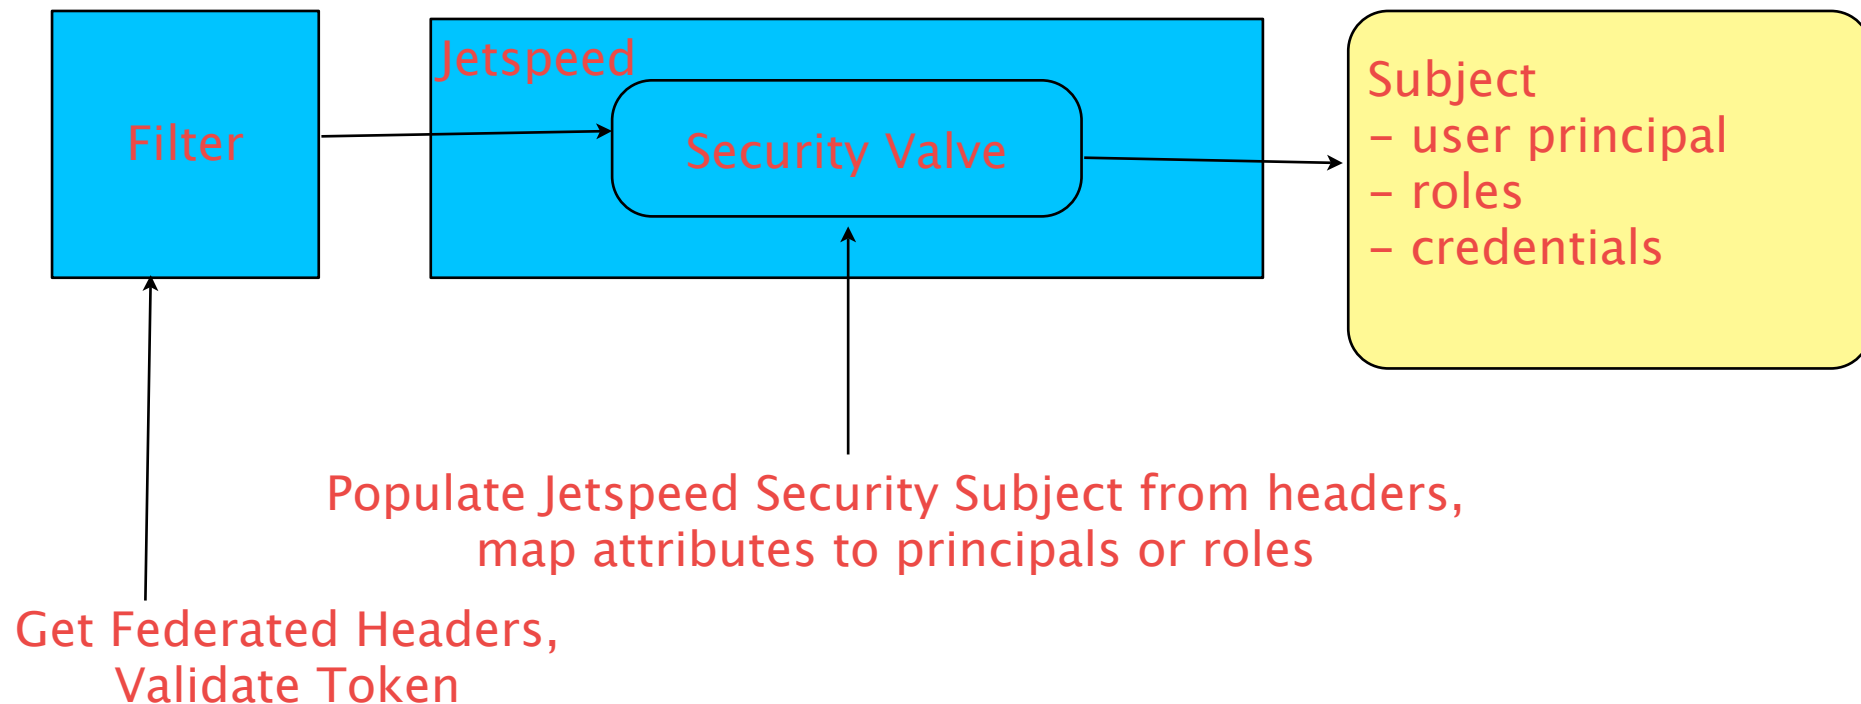 Jetspeed
Filter
Security Valve
Subject
- user principal
- roles
- credentials
Populate Jetspeed Security Subject from headers,
map attributes to principals or roles
Get Federated Headers,
Validate Token